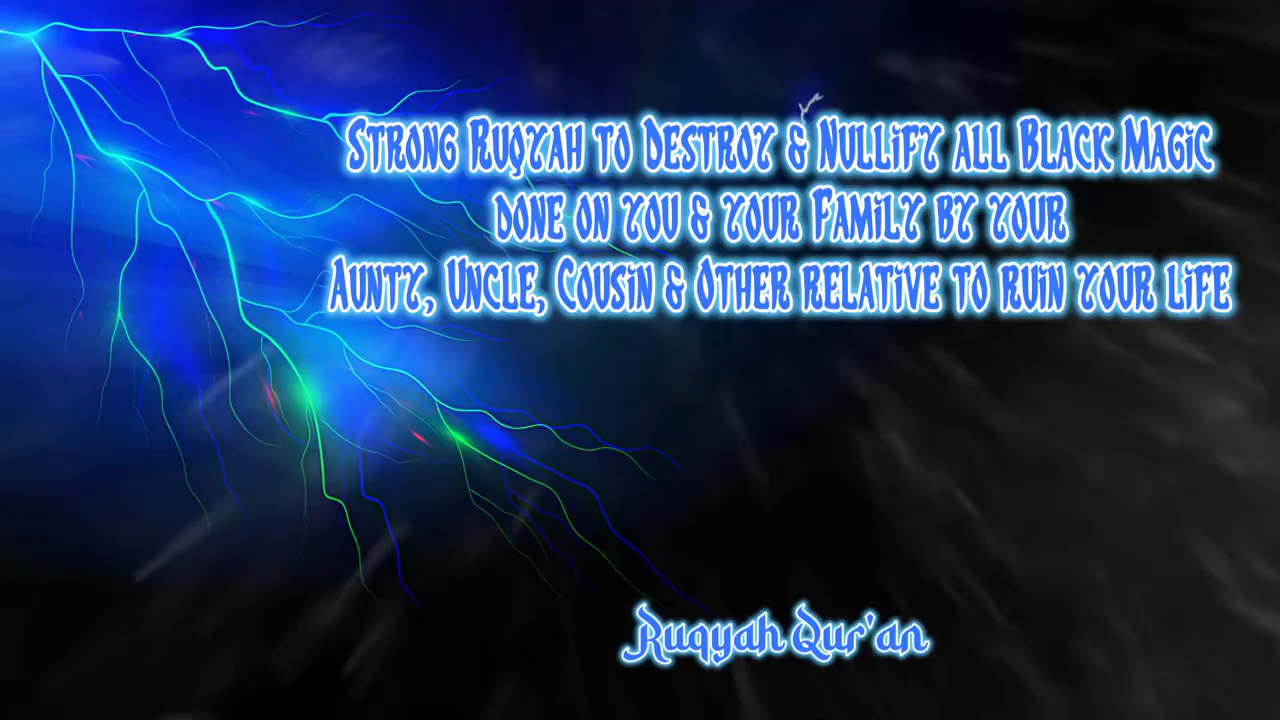 Strong Ruqyah to Destroy & Nullify all Black Magic
done on you & your Family by your
Aunty, Uncle, Cousin & Other relative to ruin your life
Ruqyah Qur'an